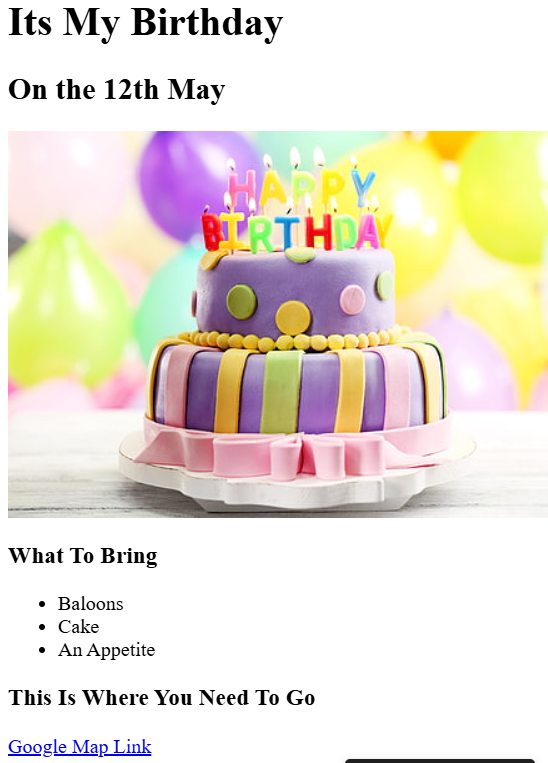 Its My Birthday
On the 12th May
HAPPY
BIRTHDAY
What To Bring
Baloons
Cake
An Appetite
This Is Where You Need To Go
Google Map Link